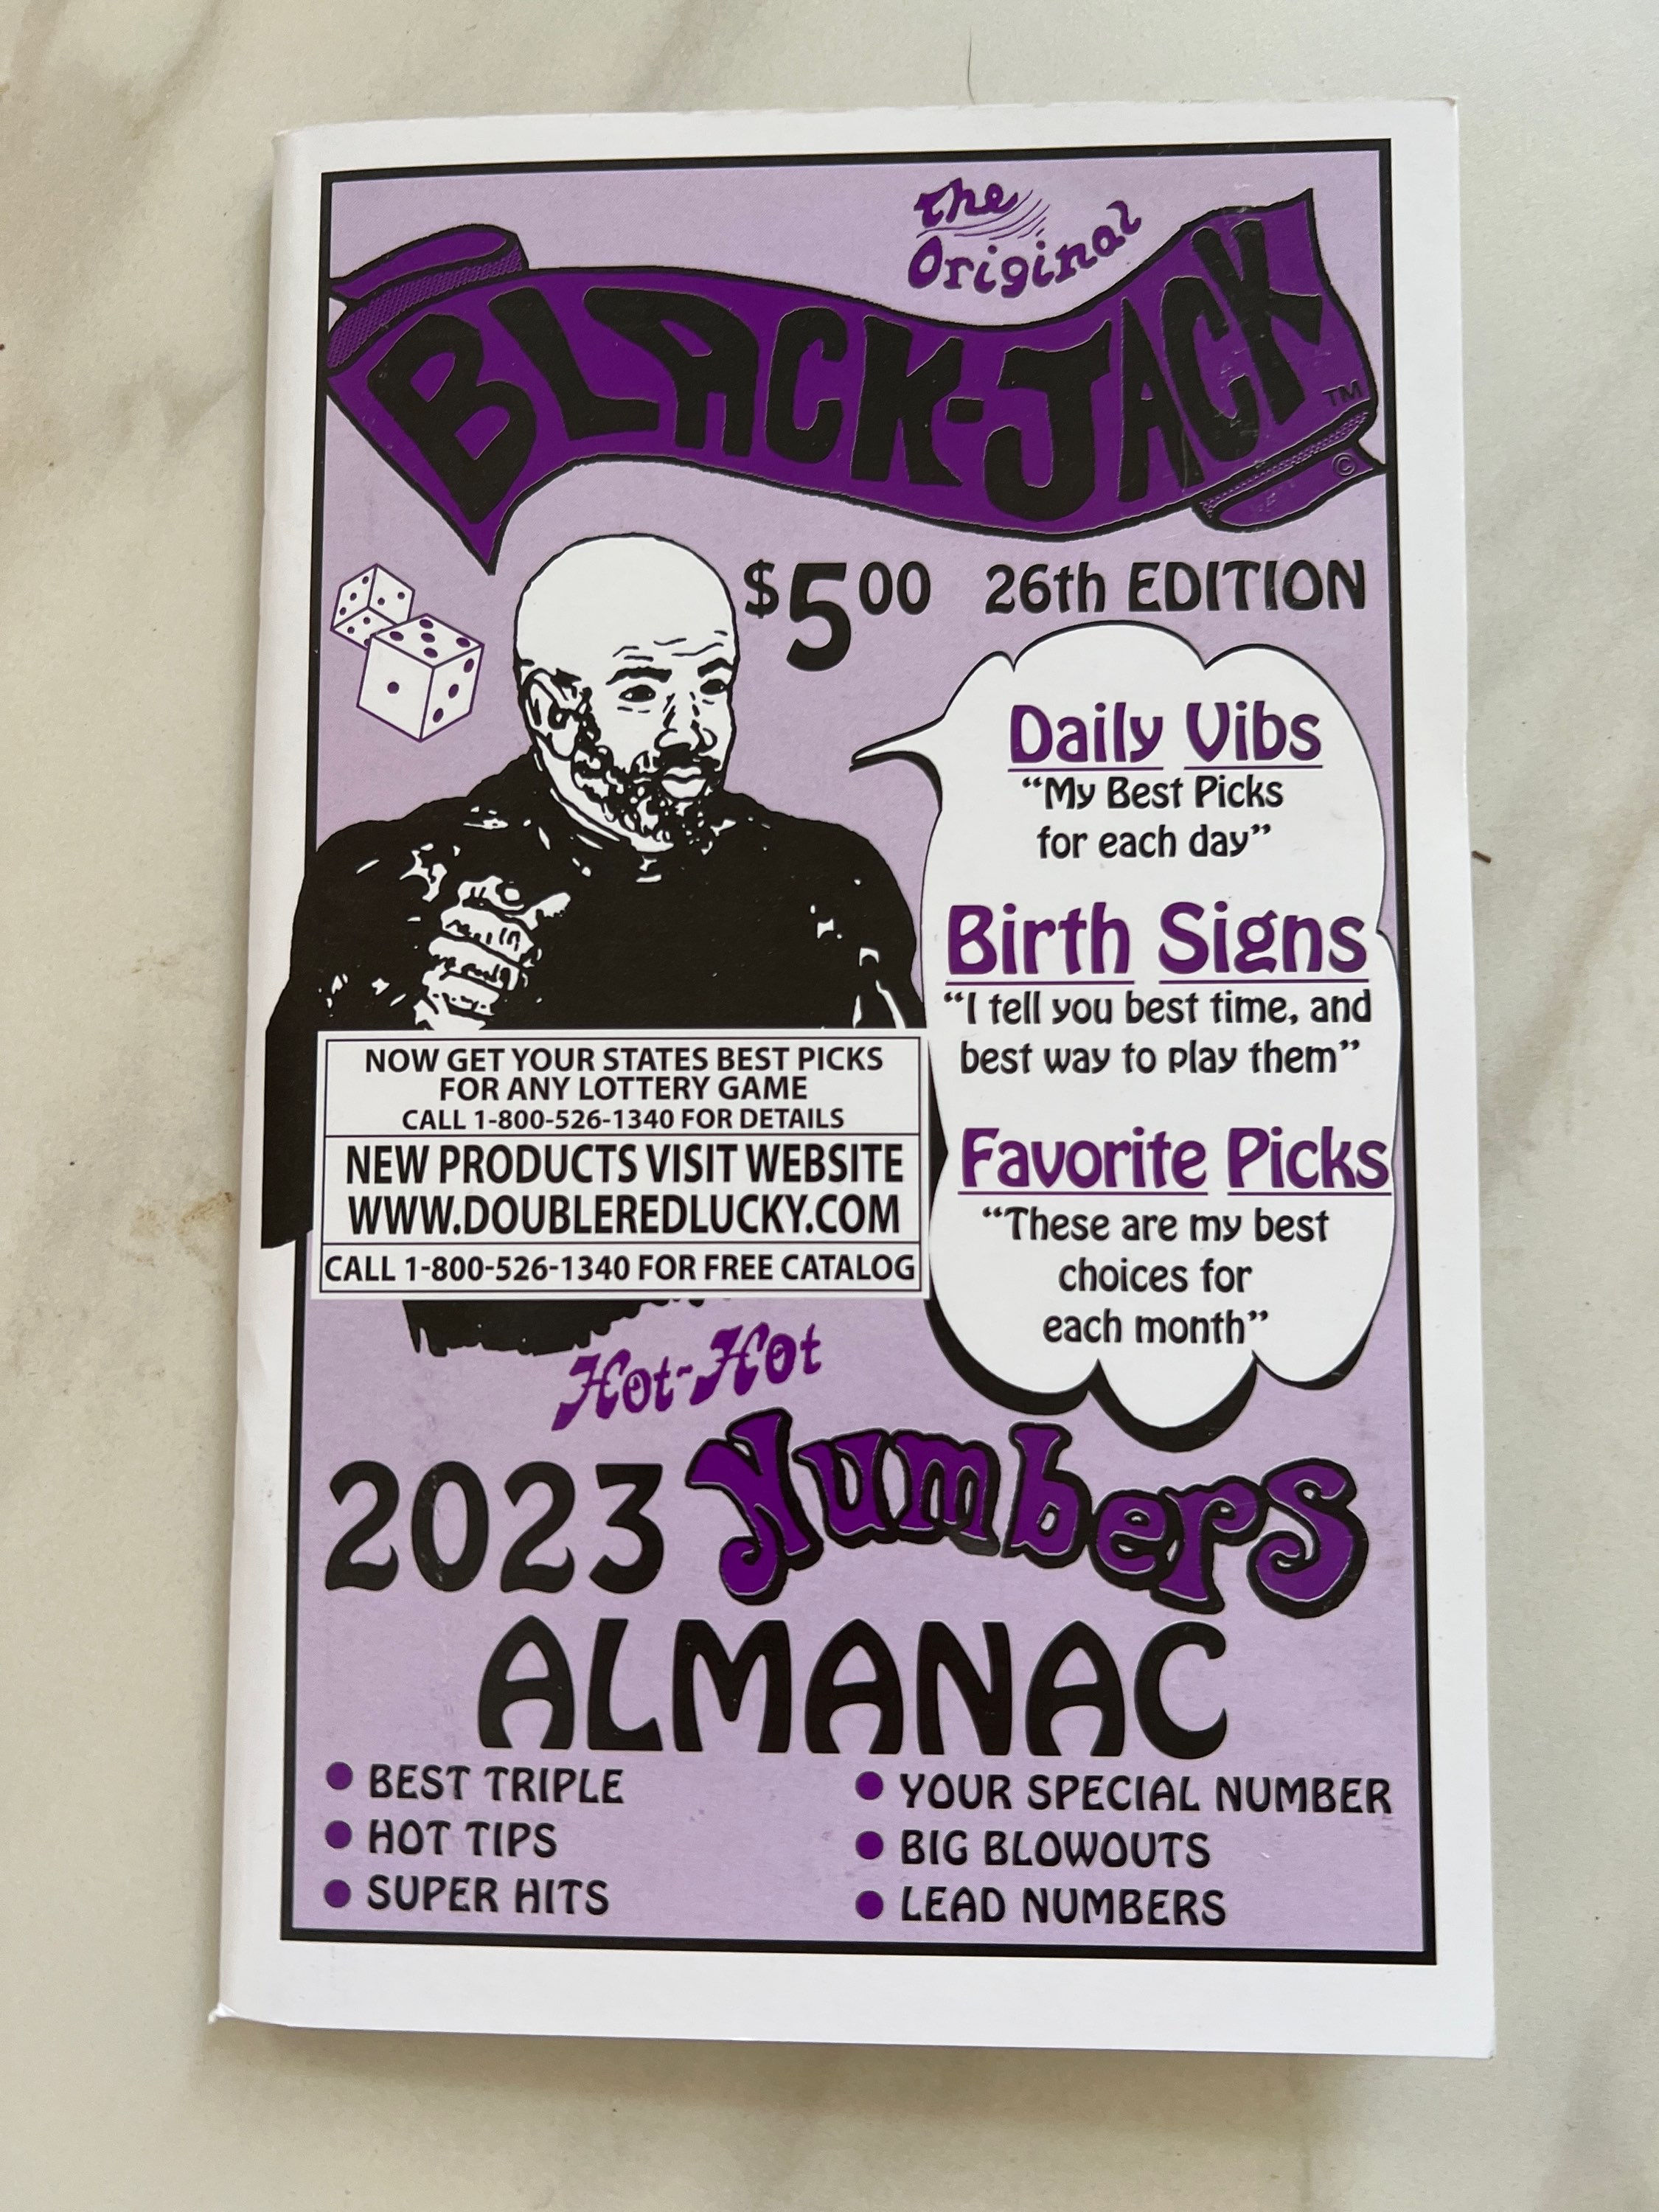 The
Original
BLACK-JACK
TM
©
$5.00 26th EDITION
Daily Vibs
“My Best Picks
for each day”
Birth Signs
“I tell you best time, and
best way to play them”
Favorite Picks
“These are my best
choices for
each month”
NOW GET YOUR STATES BEST PICKS
FOR ANY LOTTERY GAME
CALL 1-800-526-1340 FOR DETAILS
NEW PRODUCTS VISIT WEBSITE
WWW.DOUBLEREDLUCKY.COM
CALL 1-800-526-1340 FOR FREE CATALOG
Hot-Hot
2023 Numbers
ALMANAC
• BEST TRIPLE
• HOT TIPS
• SUPER HITS
• YOUR SPECIAL NUMBER
• BIG BLOWOUTS
• LEAD NUMBERS